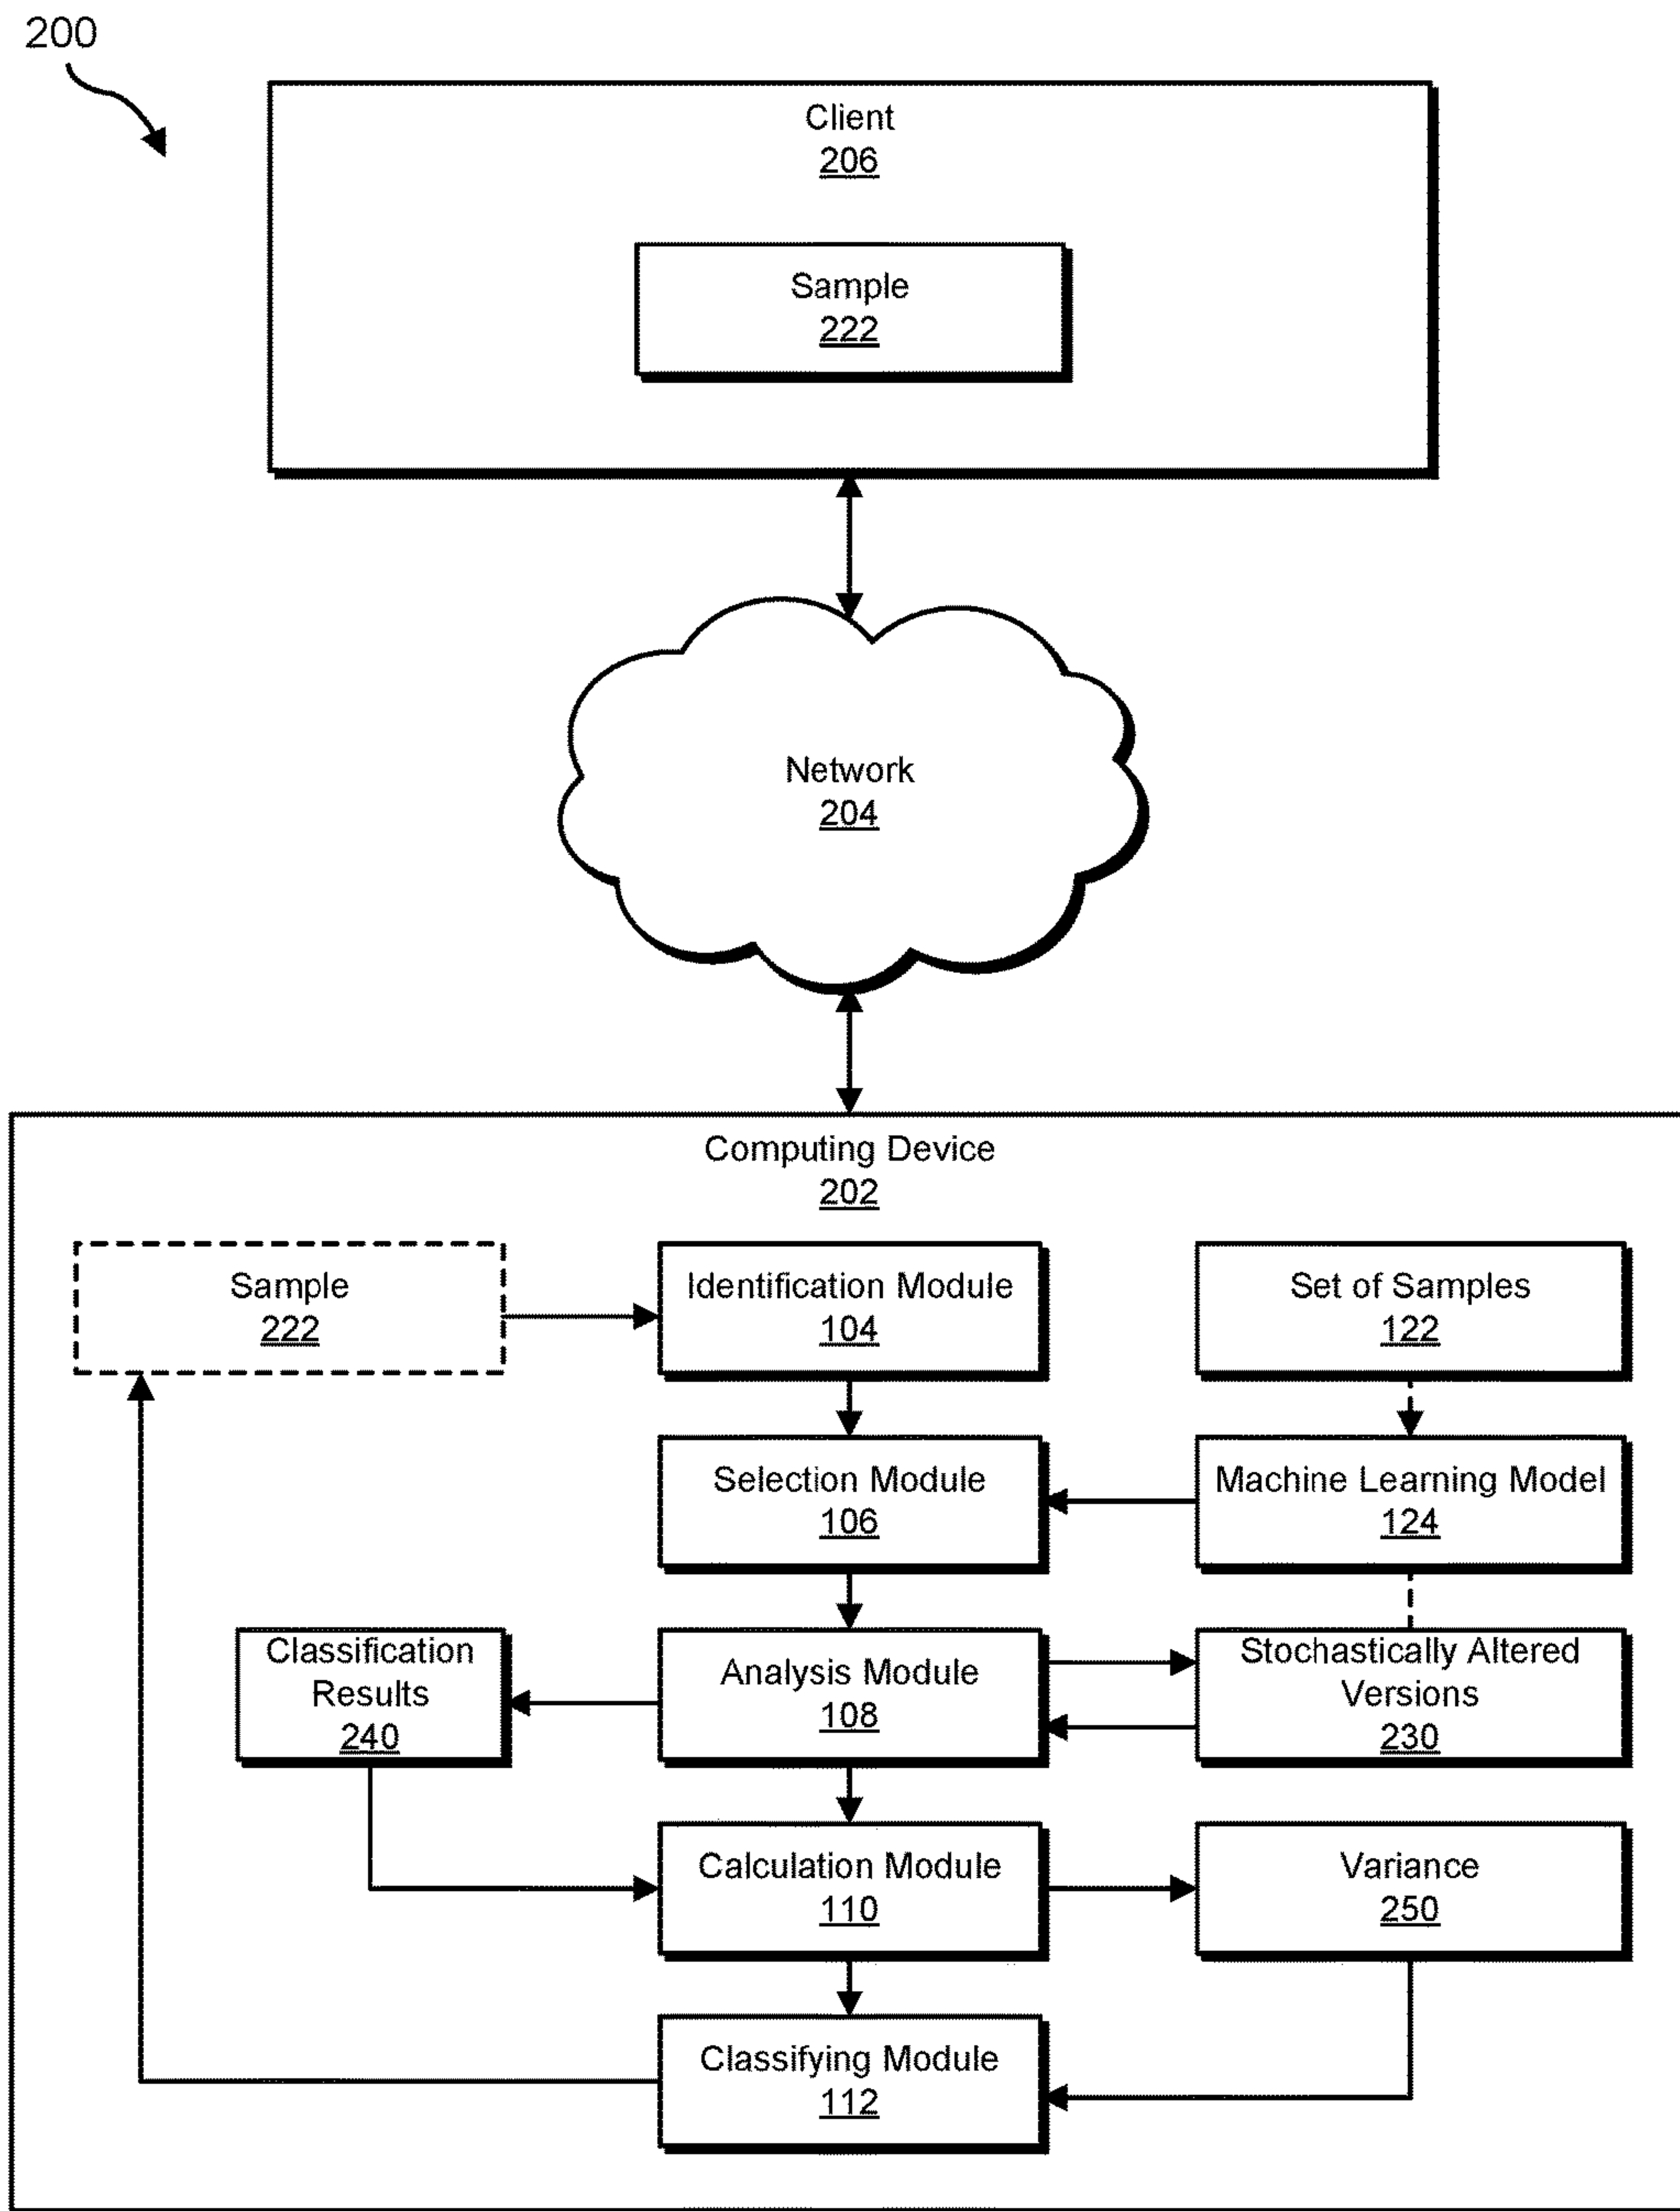 200
Client
206
Sample
222
Network
204
Computing Device
202
Sample
222
Identification Module
104
Set of Samples
122
Selection Module
106
Machine Learning Model
124
Classification
Results
240
Analysis Module
108
Stochastically Altered
Versions
230
Calculation Module
110
Variance
250
Classifying Module
112